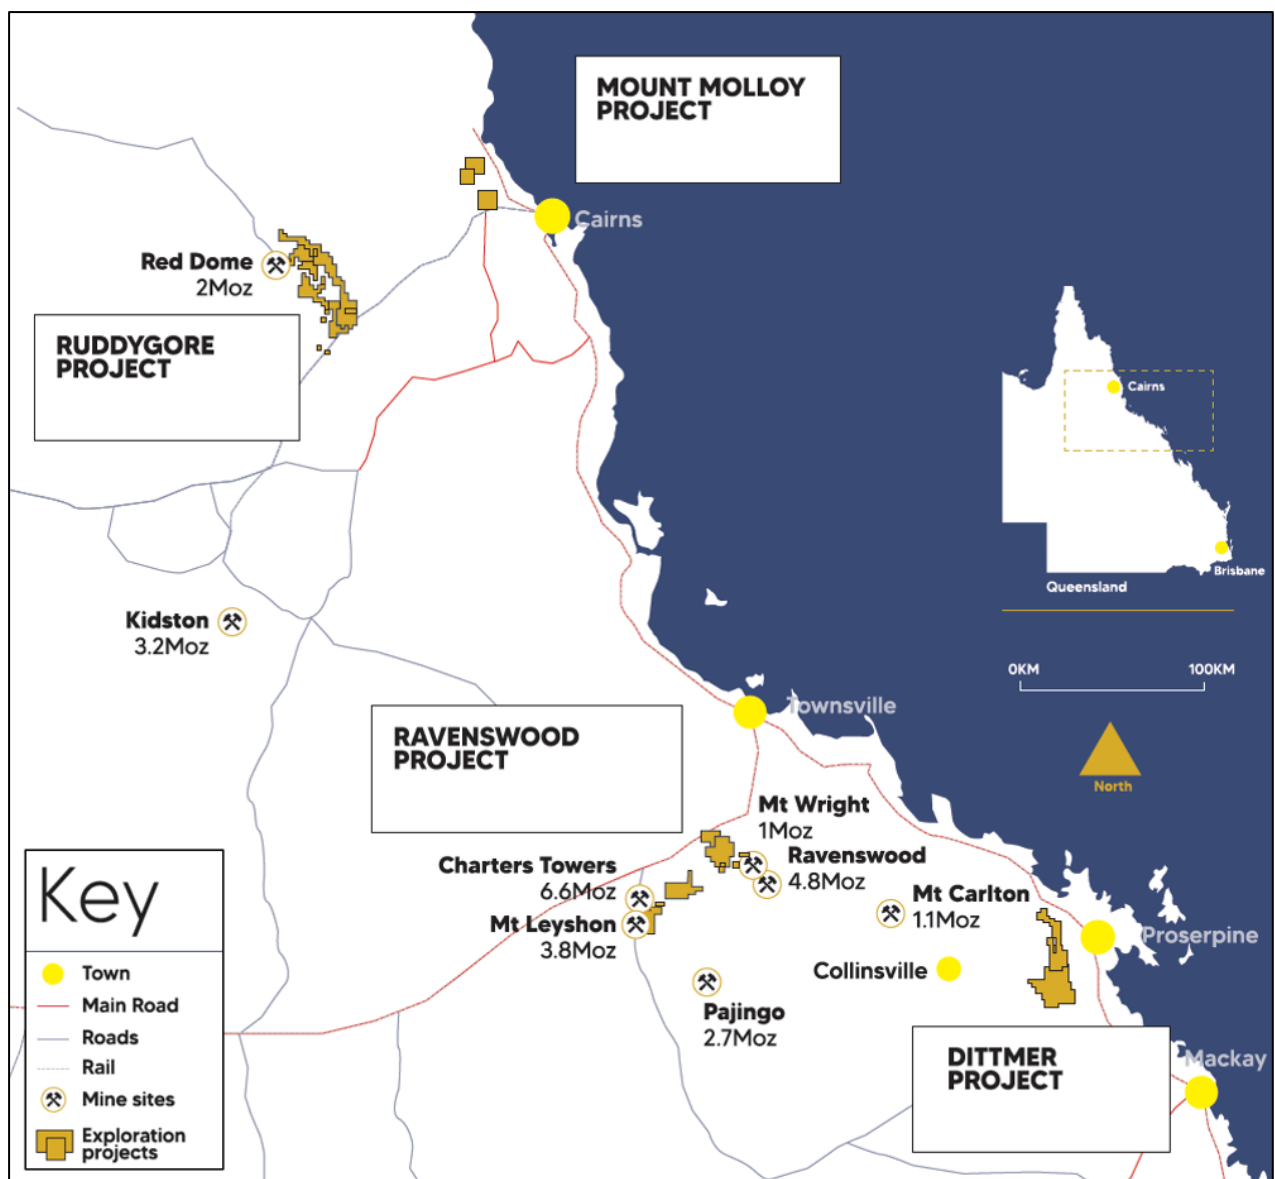 MOUNT MOLLOY
PROJECT
Cairns
Red Dome
2Moz
RUDDYGORE
PROJECT
Cairns
Brisbane
Queensland
Kidston
3.2Moz
0KM
100KM
RAVENSWOOD
PROJECT
Townsville
North
Mt Wright
1Moz
Charters Towers
6.6Moz
Ravenswood
4.8Moz
Mt Leyshon
3.8Moz
Mt Carlton
1.1Moz
Proserpine
Collinsville
Pajingo
2.7Moz
DITTMER
PROJECT
Mackay
Key
Town
Main Road
Roads
Rail
Mine sites
Exploration
projects